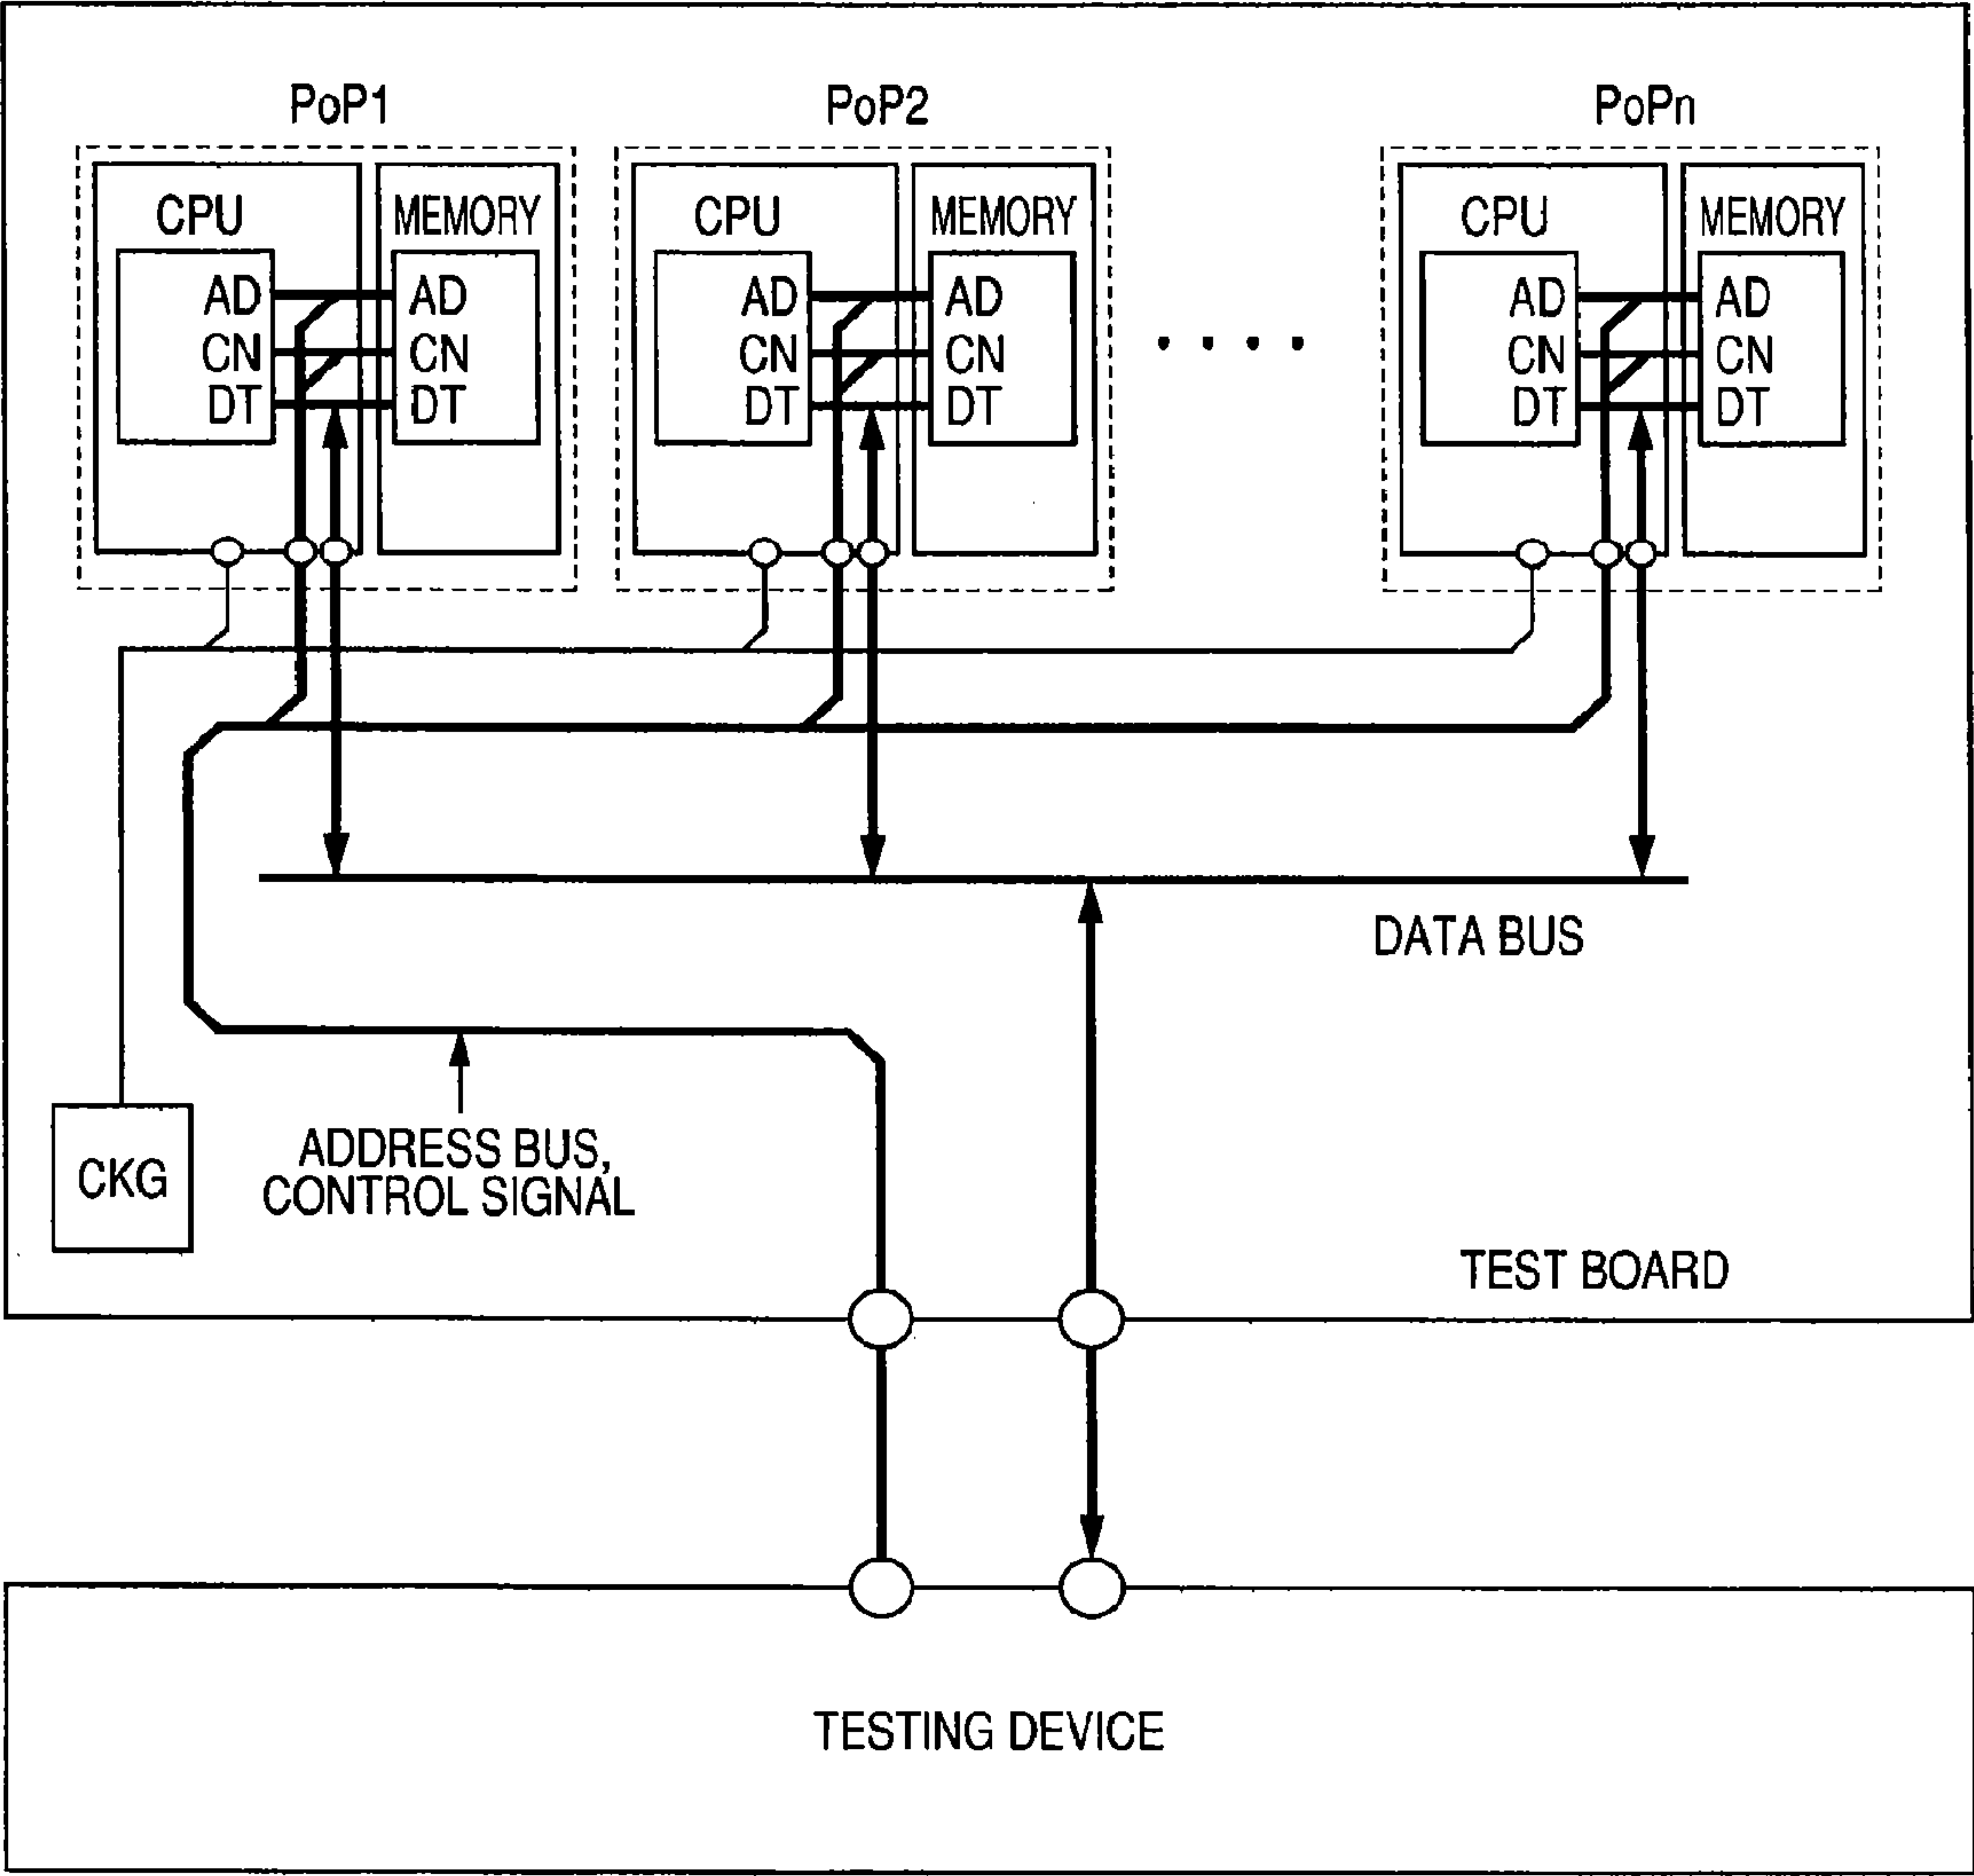 PoP1 PoP2 PoPn
CPU MEMORY CPU MEMORY CPU MEMORY
AD AD AD AD AD AD
CN CN CN CN CN CN
DT DT DT DT DT DT
DATA BUS
ADDRESS BUS,
CONTROL SIGNAL
CKG
TEST BOARD
TESTING DEVICE